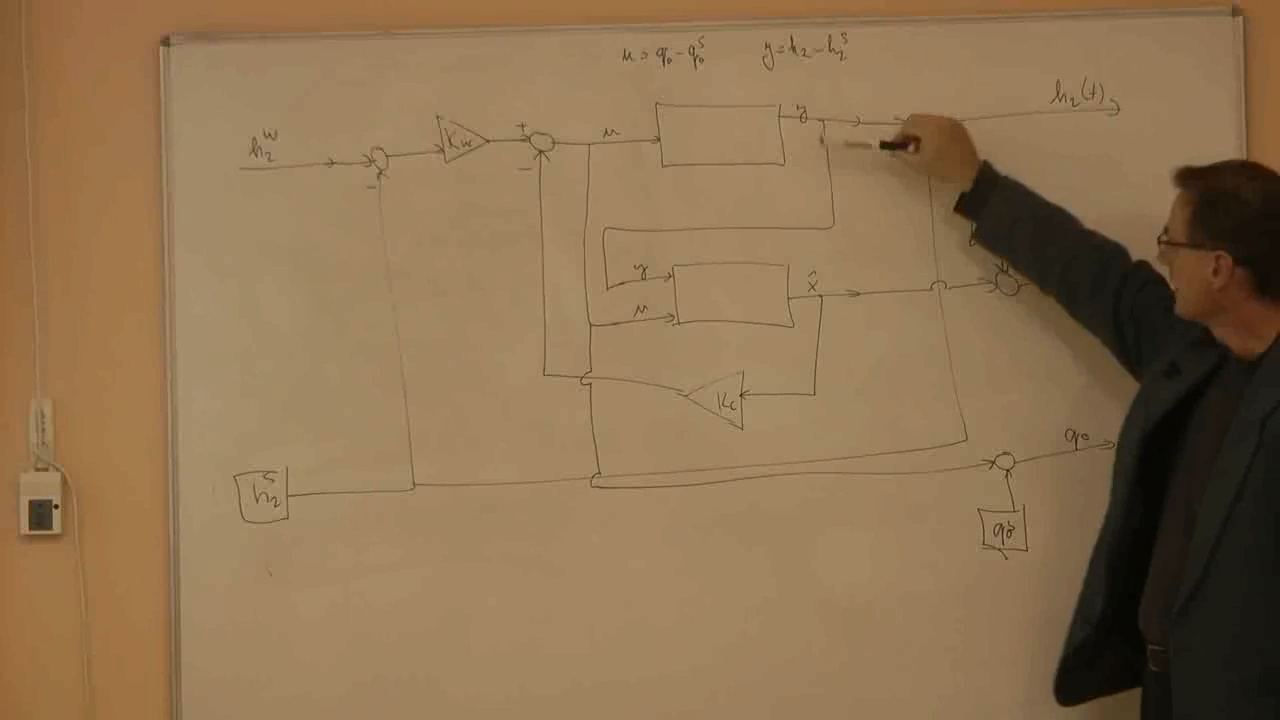 u = q₀ - q₀ˢ y = h₂ - h₂ˢ
h₂(t)
h₂ʷ
Kw
+
u
y
-
-
y
x̂
u
Kc
q₀
h₂ˢ
q₀ˢ